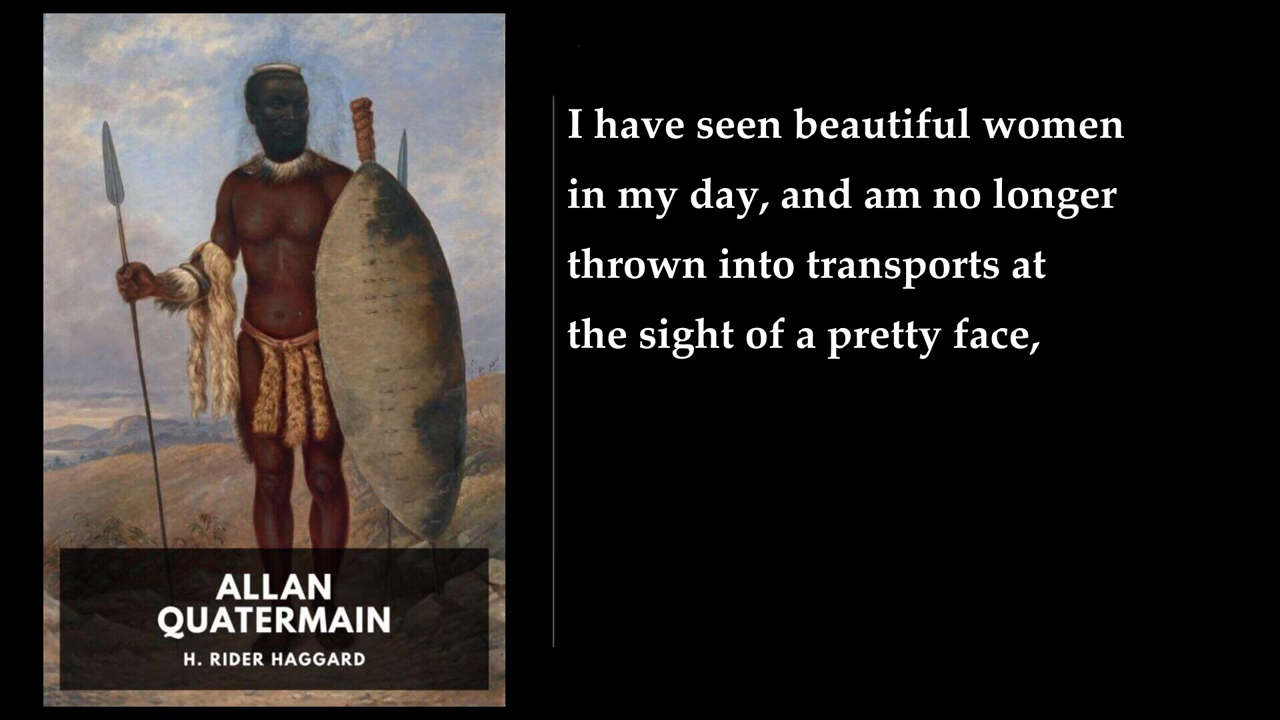 ALLAN
QUATERMAIN
H. RIDER HAGGARD
I have seen beautiful women
in my day, and am no longer
thrown into transports at
the sight of a pretty face,